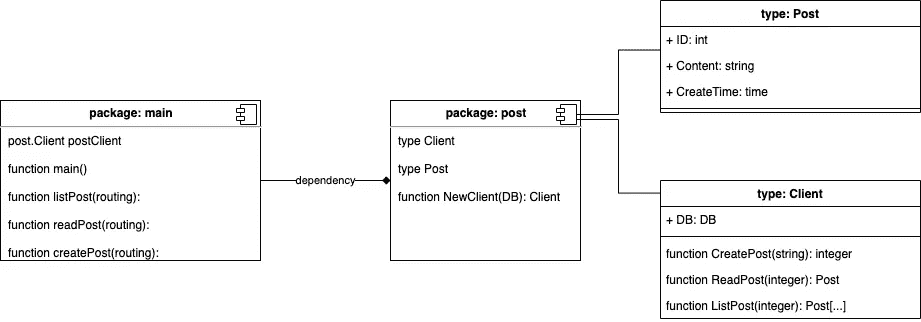 package: main
post.Client postClient
function main()
function listPost(routing):
function readPost(routing):
function createPost(routing):
dependency
package: post
type Client
type Post
function NewClient(DB): Client
type: Post
+ ID: int
+ Content: string
+ CreateTime: time
type: Client
+ DB: DB
function CreatePost(string): integer
function ReadPost(integer): Post
function ListPost(integer): Post[...]